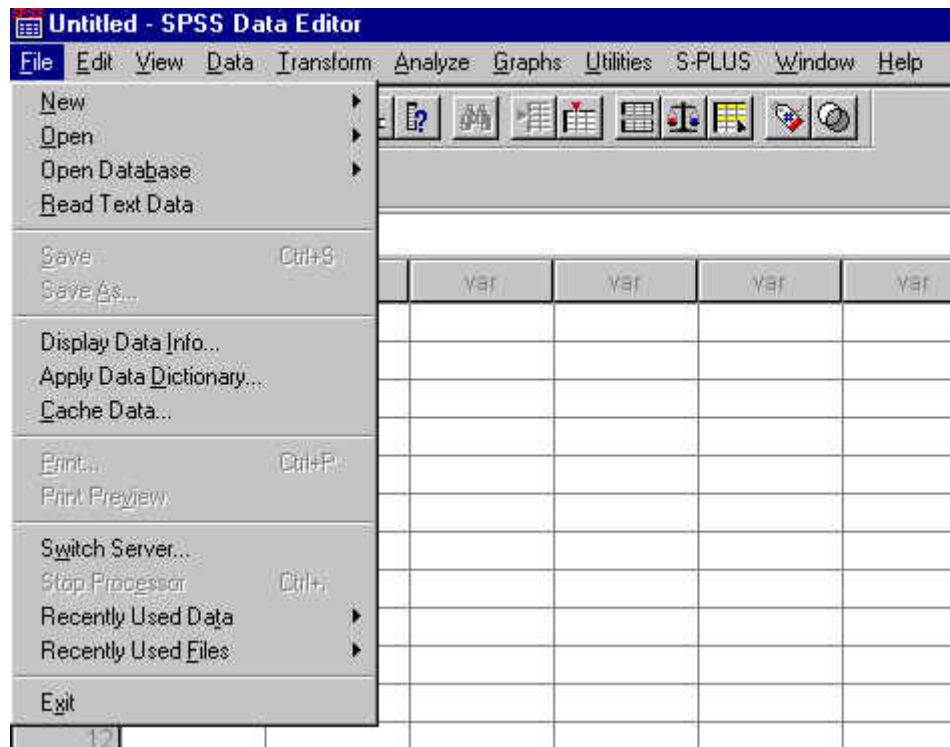 Untitled - SPSS Data Editor
File Edit View Data Transform Analyze Graphs Utilities S-PLUS Window Help
New
Open
Open Database
Read Text Data
Save Ctrl+S
Save As...
var var var var
Display Data Info...
Apply Data Dictionary...
Cache Data...
Print... Ctrl+P
Print Preview
Switch Server...
Stop Processor Ctrl+.
Recently Used Data
Recently Used Files
Exit
12